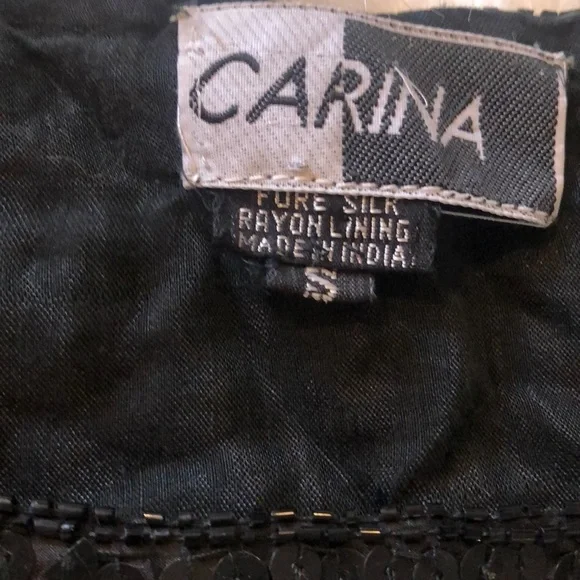 CARINA
PURE SILK
RAYON LINING
MADE IN INDIA
S